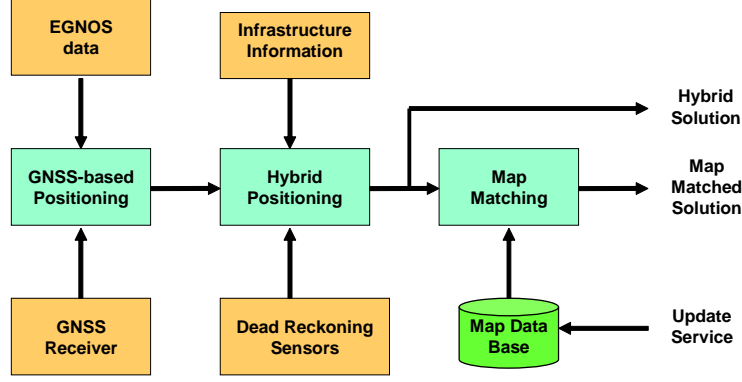 EGNOS
data
Infrastructure
Information
Hybrid
Solution
GNSS-based
Positioning
Hybrid
Positioning
Map
Matching
Map
Matched
Solution
GNSS
Receiver
Dead Reckoning
Sensors
Map Data
Base
Update
Service